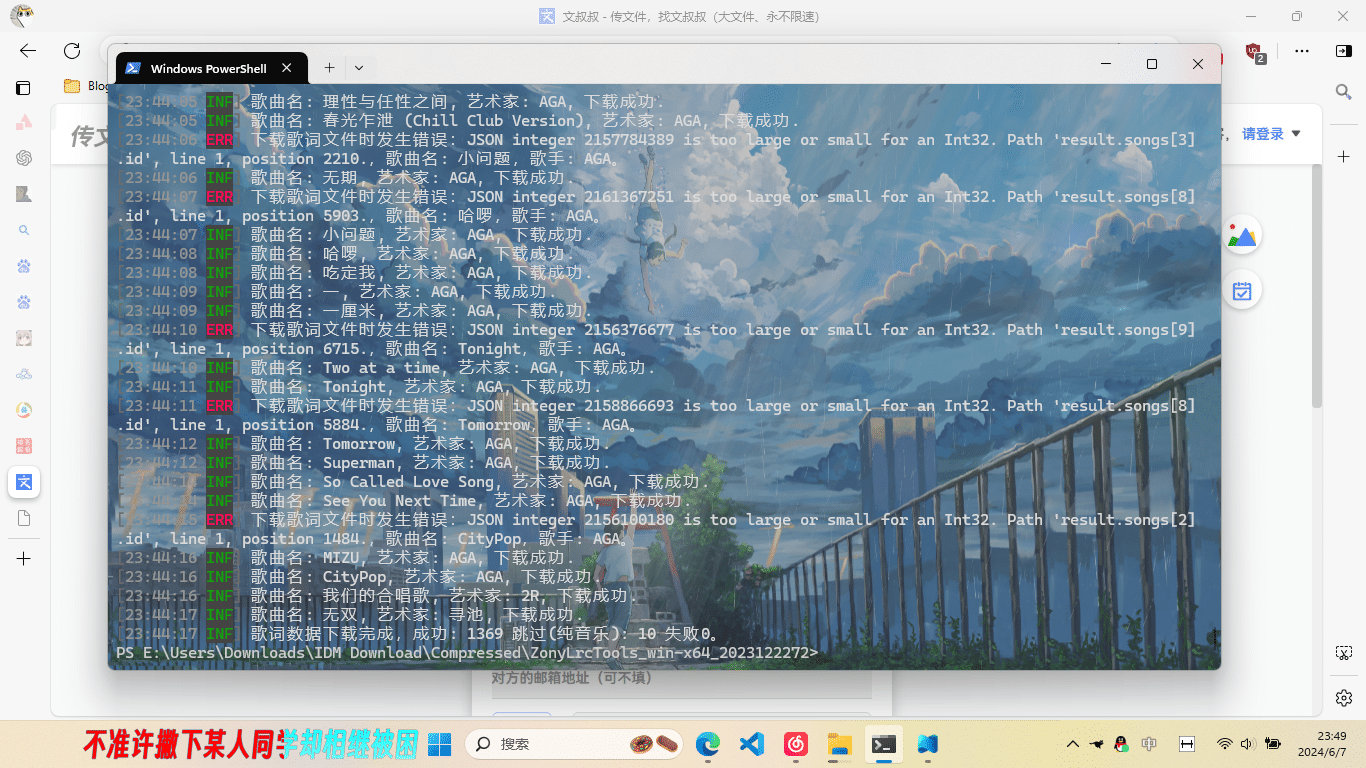 文叔叔 - 传文件，找文叔叔（大文件、永不限速）
2
Windows PowerShell
Blog
传文
请登录
[23:44:05 INF] 歌曲名: 理性与任性之间, 艺术家: AGA, 下载成功.
[23:44:05 INF] 歌曲名: 春光乍泄 (Chill Club Version), 艺术家: AGA, 下载成功.
[23:44:06 ERR] 下载歌词文件时发生错误: JSON integer 2157784389 is too large or small for an Int32. Path 'result.songs[3]
.id', line 1, position 2210., 歌曲名: 小问题, 歌手: AGA。
[23:44:06 INF] 歌曲名: 无期, 艺术家: AGA, 下载成功.
[23:44:07 ERR] 下载歌词文件时发生错误: JSON integer 2161367251 is too large or small for an Int32. Path 'result.songs[8]
.id', line 1, position 5903., 歌曲名: 哈啰, 歌手: AGA。
[23:44:07 INF] 歌曲名: 小问题, 艺术家: AGA, 下载成功.
[23:44:08 INF] 歌曲名: 哈啰, 艺术家: AGA, 下载成功.
[23:44:08 INF] 歌曲名: 吃定我, 艺术家: AGA, 下载成功.
[23:44:09 INF] 歌曲名: 一, 艺术家: AGA, 下载成功.
[23:44:09 INF] 歌曲名: 一厘米, 艺术家: AGA, 下载成功.
[23:44:10 ERR] 下载歌词文件时发生错误: JSON integer 2156376677 is too large or small for an Int32. Path 'result.songs[9]
.id', line 1, position 6715., 歌曲名: Tonight, 歌手: AGA。
[23:44:10 INF] 歌曲名: Two at a time, 艺术家: AGA, 下载成功.
[23:44:11 INF] 歌曲名: Tonight, 艺术家: AGA, 下载成功.
[23:44:11 ERR] 下载歌词文件时发生错误: JSON integer 2158866693 is too large or small for an Int32. Path 'result.songs[8]
.id', line 1, position 5884., 歌曲名: Tomorrow, 歌手: AGA。
[23:44:12 INF] 歌曲名: Tomorrow, 艺术家: AGA, 下载成功.
[23:44:12 INF] 歌曲名: Superman, 艺术家: AGA, 下载成功.
[23:44:14 INF] 歌曲名: So Called Love Song, 艺术家: AGA, 下载成功.
[23:44:14 INF] 歌曲名: See You Next Time, 艺术家: AGA, 下载成功.
[23:44:15 ERR] 下载歌词文件时发生错误: JSON integer 2156100180 is too large or small for an Int32. Path 'result.songs[2]
.id', line 1, position 1484., 歌曲名: CityPop, 歌手: AGA。
[23:44:16 INF] 歌曲名: MIZU, 艺术家: AGA, 下载成功.
[23:44:16 INF] 歌曲名: CityPop, 艺术家: AGA, 下载成功.
[23:44:16 INF] 歌曲名: 我们的合唱歌, 艺术家: 2R, 下载成功.
[23:44:17 INF] 歌曲名: 无双, 艺术家: 寻池, 下载成功.
[23:44:17 INF] 歌词数据下载完成, 成功: 1369 跳过(纯音乐): 10 失败0。
PS E:\Users\Downloads\IDM Download\Compressed\ZonyLrcTools_win-x64_2023122272>
对方的邮箱地址（可不填）
不准许撇下某人同学却相继被困
搜索
中
23:49
2024/6/7